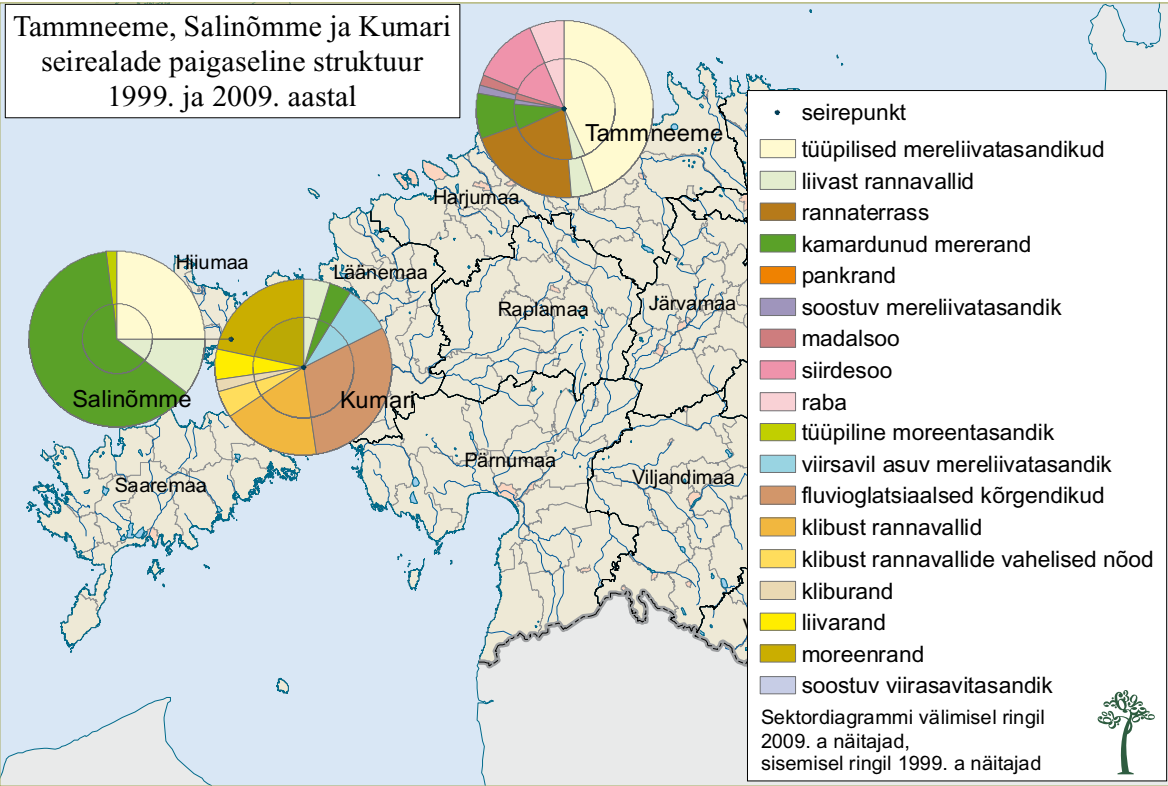 Tammneeme, Salinõmme ja Kumari
seirealade paigaseline struktuur
1999. ja 2009. aastal
Tammneeme
Harjumaa
Hiiumaa
Läänemaa
Raplamaa
Järvamaa
Salinõmme
Kumari
Saaremaa
Pärnumaa
Viljandimaa
seirepunkt
tüüpilised mereliivatasandikud
liivast rannavallid
rannaterrass
kamardunud mererand
pankrand
soostuv mereliivatasandik
madalsoo
siirdesoo
raba
tüüpiline moreentasandik
viirsavil asuv mereliivatasandik
fluvioglatsiaalsed kõrgendikud
klibust rannavallid
klibust rannavallide vahelised nõod
kliburand
liivarand
moreenrand
soostuv viirasavitasandik
Sektordiagrammi välimisel ringil
2009. a näitajad,
sisemisel ringil 1999. a näitajad